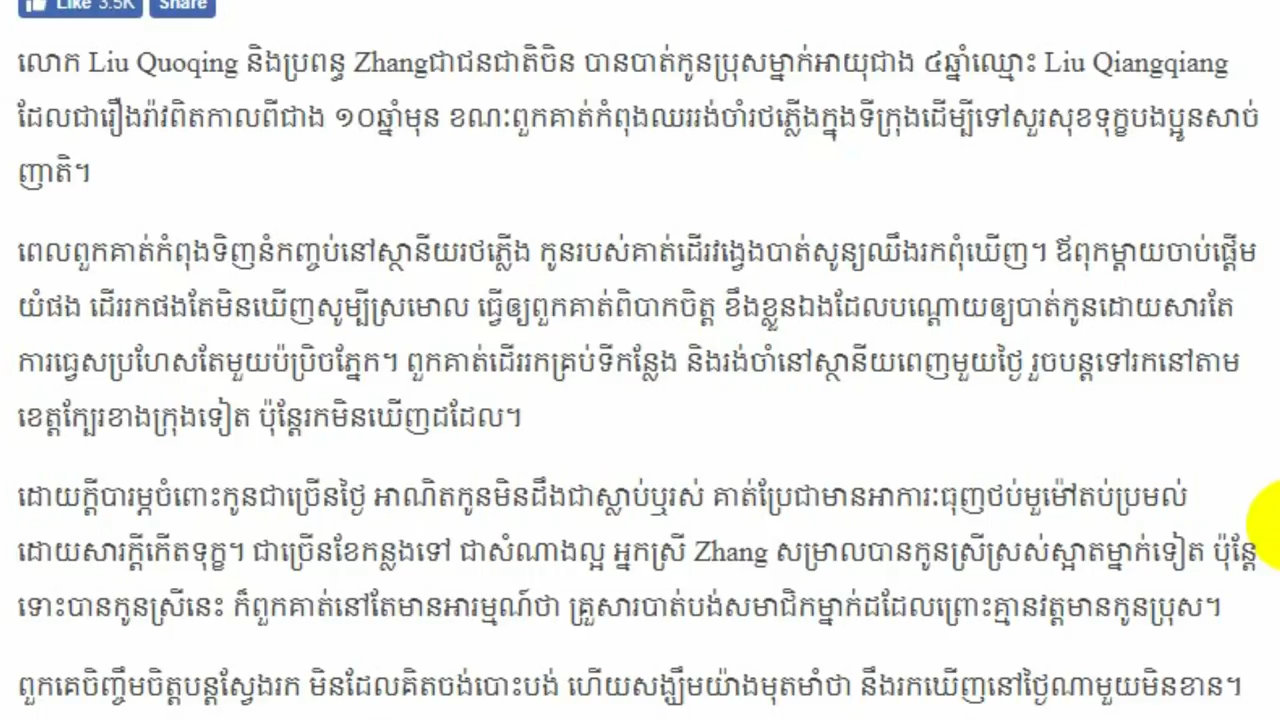 Like 3.5K Share
លោក Liu Quoqing និងប្រពន្ធ Zhangជាជនជាតិចិន បានបាត់កូនប្រុសម្នាក់អាយុជាង ៤ឆ្នាំឈ្មោះ Liu Qiangqiang
ដែលជារឿងរ៉ាវពិតកាលពីជាង ១០ឆ្នាំមុន ខណៈពួកគាត់កំពុងឈររង់ចាំរថភ្លើងក្នុងទីក្រុងដើម្បីទៅសួរសុខទុក្ខបងប្អូនសាច់
ញាតិ។
ពេលពួកគាត់កំពុងទិញនំកញ្ចប់នៅស្ថានីយរថភ្លើង កូនរបស់គាត់ដើរវង្វេងបាត់សូន្យឈឹងរកពុំឃើញ។ ឪពុកម្ដាយចាប់ផ្ដើម
យំផង ដើររកផងតែមិនឃើញសូម្បីស្រមោល ធ្វើឲ្យពួកគាត់ពិបាកចិត្ត ខឹងខ្លួនឯងដែលបណ្ដោយឲ្យបាត់កូនដោយសារតែ
ការធ្វេសប្រហែសតែមួយប៉ប្រិចភ្នែក។ ពួកគាត់ដើររកគ្រប់ទីកន្លែង និងរង់ចាំនៅស្ថានីយពេញមួយថ្ងៃ រួចបន្តទៅរកនៅតាម
ខេត្តក្បែរខាងក្រុងទៀត ប៉ុន្តែរកមិនឃើញដដែល។
ដោយក្ដីបារម្ភចំពោះកូនជាច្រើនថ្ងៃ អាណិតកូនមិនដឹងជាស្លាប់ឬរស់ គាត់ប្រែជាមានអាការៈធុញថប់មួម៉ៅតប់ប្រមល់
ដោយសារក្ដីកើតទុក្ខ។ ជាច្រើនខែកន្លងទៅ ជាសំណាងល្អ អ្នកស្រី Zhang សម្រាលបានកូនស្រីស្រស់ស្អាតម្នាក់ទៀត ប៉ុន្តែ
ទោះបានកូនស្រីនេះ ក៏ពួកគាត់នៅតែមានអារម្មណ៍ថា គ្រួសារបាត់បង់សមាជិកម្នាក់ដដែលព្រោះគ្មានវត្តមានកូនប្រុស។
ពួកគេចិញ្ចឹមចិត្តបន្តស្វែងរក មិនដែលគិតចង់បោះបង់ ហើយសង្ឃឹមយ៉ាងមុតមាំថា នឹងរកឃើញនៅថ្ងៃណាមួយមិនខាន។